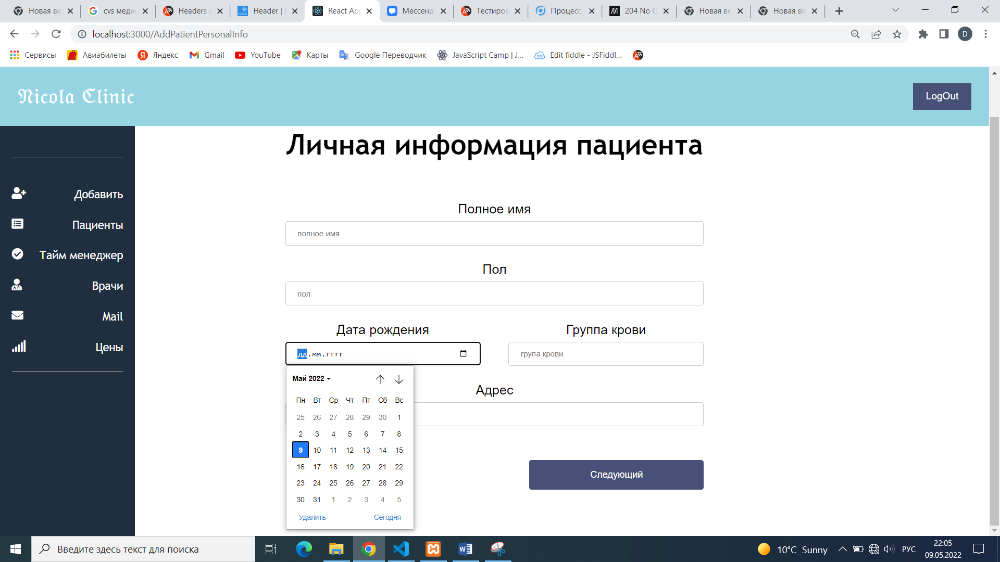 Новая вк
cvs меди
Headers a
Header | 
React App
Мессенд
Тестиров
Процесс
204 No C
Новая вк
Новая вк
localhost:3000/AddPatientPersonalInfo
D
Сервисы
Авиабилеты
Яндекс
Gmail
YouTube
Карты
Google Переводчик
JavaScript Camp | J...
Edit fiddle - JSFiddl...
Nicola Clinic
LogOut
Добавить
Пациенты
Тайм менеджер
Врачи
Mail
Цены
Личная информация пациента
Полное имя
полное имя
Пол
пол
Дата рождения
Группа крови
дд.мм.гггг
група крови
Май 2022
Адрес
Пн Вт Ср Чт Пт Сб Вс
25 26 27 28 29 30 1
2 3 4 5 6 7 8
9 10 11 12 13 14 15
16 17 18 19 20 21 22
23 24 25 26 27 28 29
30 31 1 2 3 4 5
Удалить Сегодня
Следующий
Введите здесь текст для поиска
10°C Sunny
РУС
22:05
09.05.2022